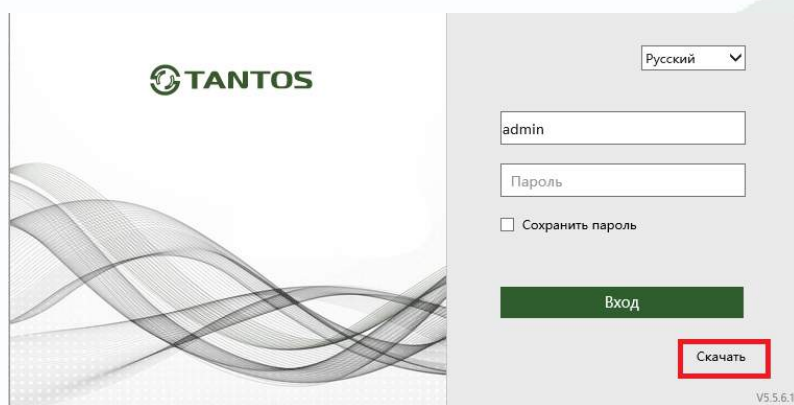 TANTOS
Русский
admin
Пароль
Сохранить пароль
Вход
Скачать
V5.5.6.1